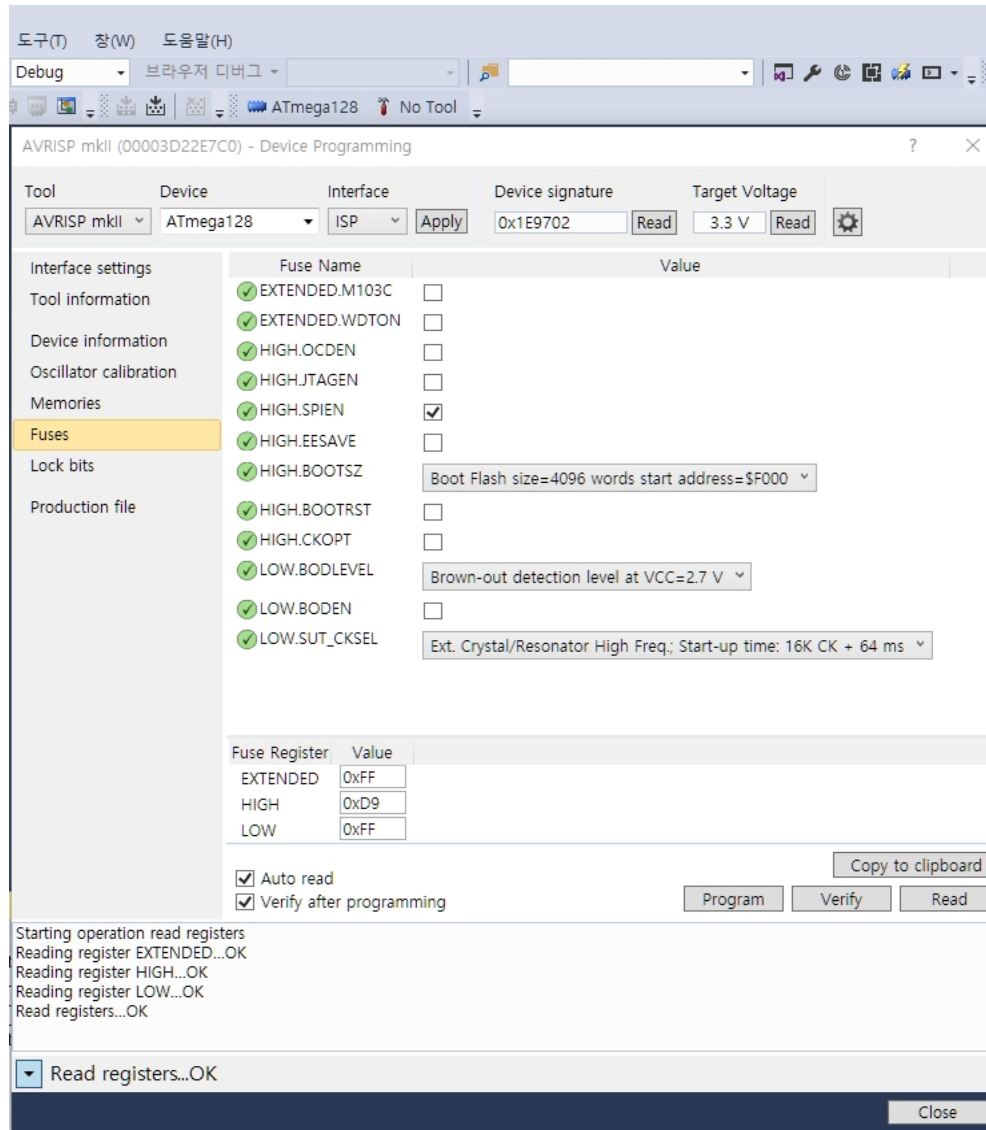 도구(T) 창(W) 도움말(H)
Debug 브라우저 디버그
ATmega128 No Tool
AVRISP mkII (00003D22E7C0) - Device Programming ?
Tool Device Interface Device signature Target Voltage
AVRISP mkII ATmega128 ISP Apply 0x1E9702 Read 3.3 V Read
Interface settings
Tool information
Device information
Oscillator calibration
Memories
Fuses
Lock bits
Production file
Fuse Name Value
EXTENDED.M103C
EXTENDED.WDTON
HIGH.OCDEN
HIGH.JTAGEN
HIGH.SPIEN
HIGH.EESAVE
HIGH.BOOTSZ Boot Flash size=4096 words start address=$F000
HIGH.BOOTRST
HIGH.CKOPT
LOW.BODLEVEL Brown-out detection level at VCC=2.7 V
LOW.BODEN
LOW.SUT_CKSEL Ext. Crystal/Resonator High Freq.; Start-up time: 16K CK + 64 ms
Fuse Register Value
EXTENDED 0xFF
HIGH 0xD9
LOW 0xFF
Copy to clipboard
Auto read
Verify after programming
Program Verify Read
Starting operation read registers
Reading register EXTENDED...OK
Reading register HIGH...OK
Reading register LOW...OK
Read registers...OK
Read registers...OK
Close